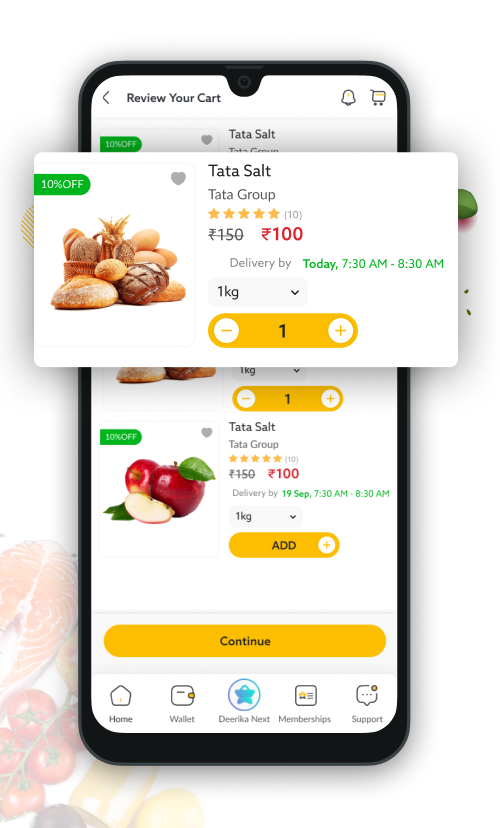 Review Your Cart
10%OFF
Tata Salt
Tata Group
10%OFF
Tata Salt
Tata Group
(10)
₹150 ₹100
Delivery by Today, 7:30 AM - 8:30 AM
1kg
1
1kg
1
10%OFF
Tata Salt
Tata Group
(10)
₹150 ₹100
Delivery by 19 Sep, 7:30 AM - 8:30 AM
1kg
ADD
Continue
Home Wallet Deerika Next Memberships Support